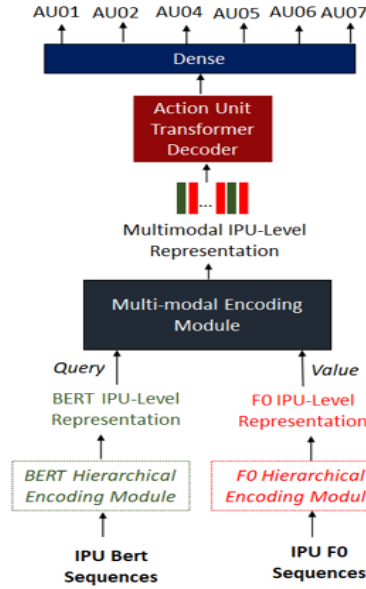 AU01 AU02 AU04 AU05 AU06 AU07
Dense
Action Unit
Transformer
Decoder
...
Multimodal IPU-Level
Representation
Multi-modal Encoding
Module
Query
Value
BERT IPU-Level
Representation
F0 IPU-Level
Representation
BERT Hierarchical
Encoding Module
F0 Hierarchical
Encoding Modul
IPU Bert
Sequences
IPU F0
Sequences